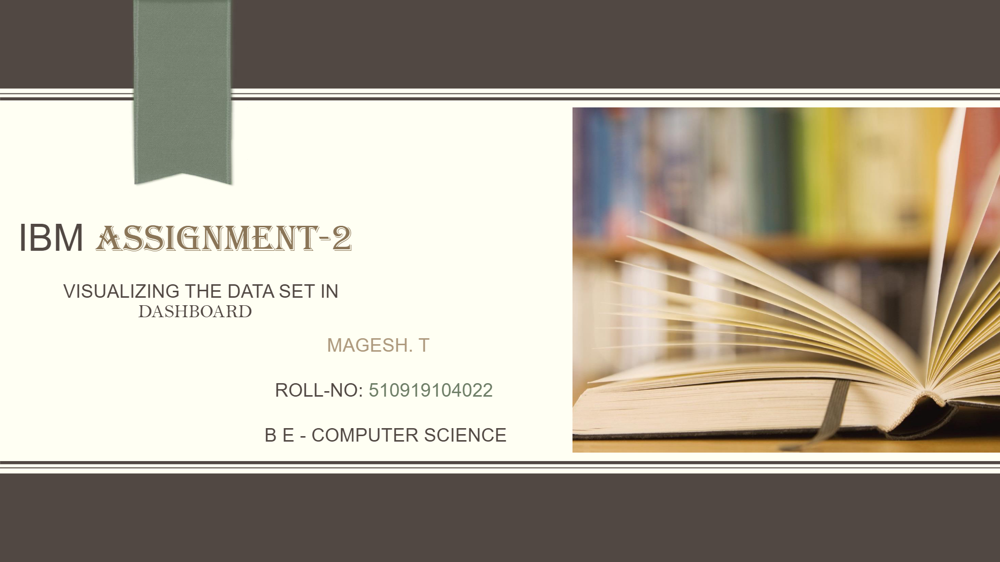 IBM ASSIGNMENT-2
VISUALIZING THE DATA SET IN
DASHBOARD
MAGESH. T
ROLL-NO: 510919104022
B E - COMPUTER SCIENCE